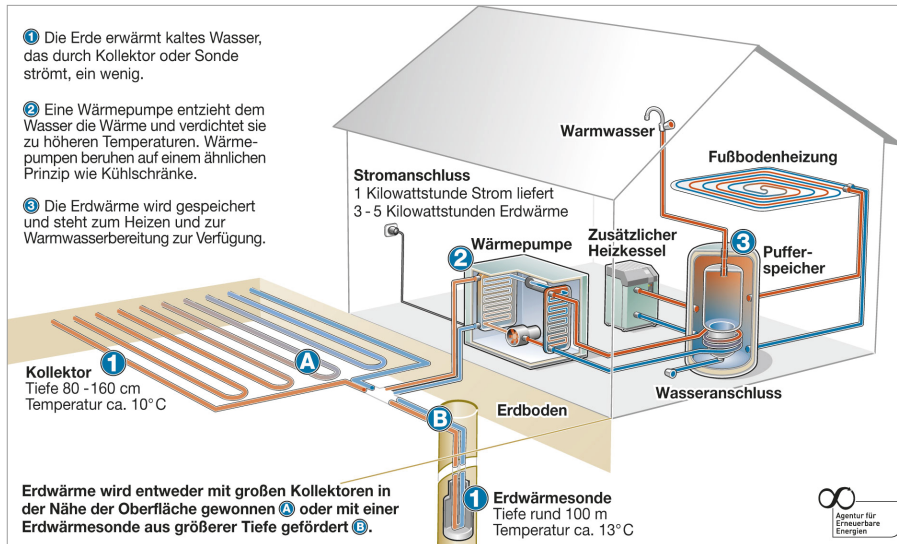 1 Die Erde erwärmt kaltes Wasser,
das durch Kollektor oder Sonde
strömt, ein wenig.
2 Eine Wärmepumpe entzieht dem
Wasser die Wärme und verdichtet sie
zu höheren Temperaturen. Wärme-
pumpen beruhen auf einem ähnlichen
Prinzip wie Kühlschränke.
3 Die Erdwärme wird gespeichert
und steht zum Heizen und zur
Warmwasserbereitung zur Verfügung.
Warmwasser
Fußbodenheizung
Stromanschluss
1 Kilowattstunde Strom liefert
3 - 5 Kilowattstunden Erdwärme
2
Wärmepumpe
Zusätzlicher
Heizkessel
3
Puffer-
speicher
1
A
Kollektor
Tiefe 80 -160 cm
Temperatur ca. 10° C
B
Erdboden
Wasseranschluss
Erdwärme wird entweder mit großen Kollektoren in
der Nähe der Oberfläche gewonnen A oder mit einer
Erdwärmesonde aus größerer Tiefe gefördert B.
1
Erdwärmesonde
Tiefe rund 100 m
Temperatur ca. 13° C
Agentur für
Erneuerbare
Energien